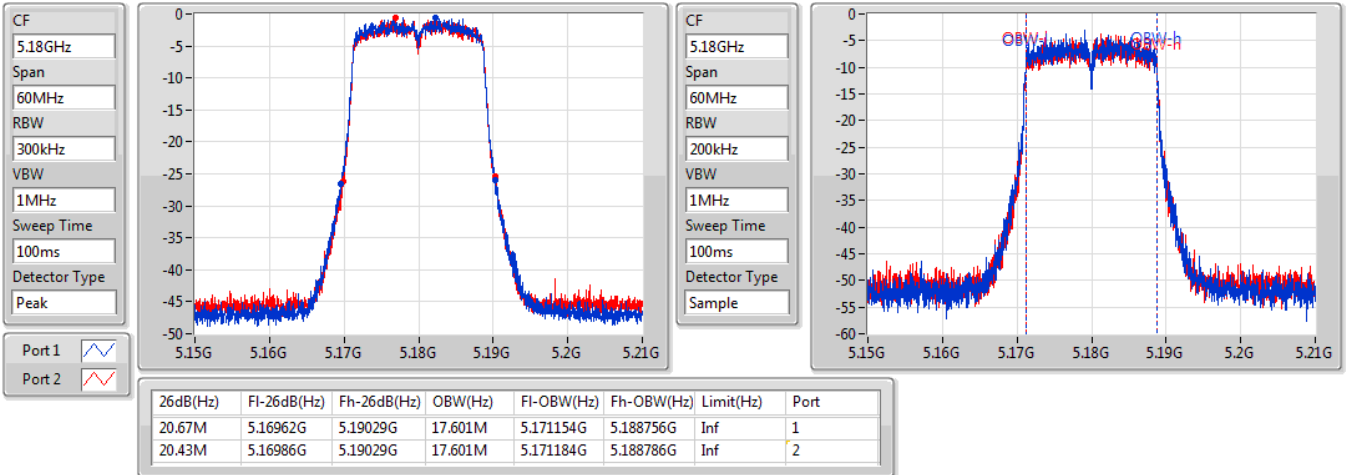 CF
5.18GHz
Span
60MHz
RBW
300kHz
VBW
1MHz
Sweep Time
100ms
Detector Type
Peak
0-
-5-
-10-
-15-
-20-
-25-
-30-
-35-
-40-
-45-
-50-
5.15G 5.16G 5.17G 5.18G 5.19G 5.2G 5.21G
CF
5.18GHz
Span
60MHz
RBW
200kHz
VBW
1MHz
Sweep Time
100ms
Detector Type
Sample
0-
-5-
-10-
-15-
-20-
-25-
-30-
-35-
-40-
-45-
-50-
-55-
-60-
OBW-l OBW-h
5.15G 5.16G 5.17G 5.18G 5.19G 5.2G 5.21G
Port 1
Port 2
26dB(Hz) Fl-26dB(Hz) Fh-26dB(Hz) OBW(Hz) Fl-OBW(Hz) Fh-OBW(Hz) Limit(Hz) Port
20.67M 5.16962G 5.19029G 17.601M 5.171154G 5.188756G Inf 1
20.43M 5.16986G 5.19029G 17.601M 5.171184G 5.188786G Inf 2